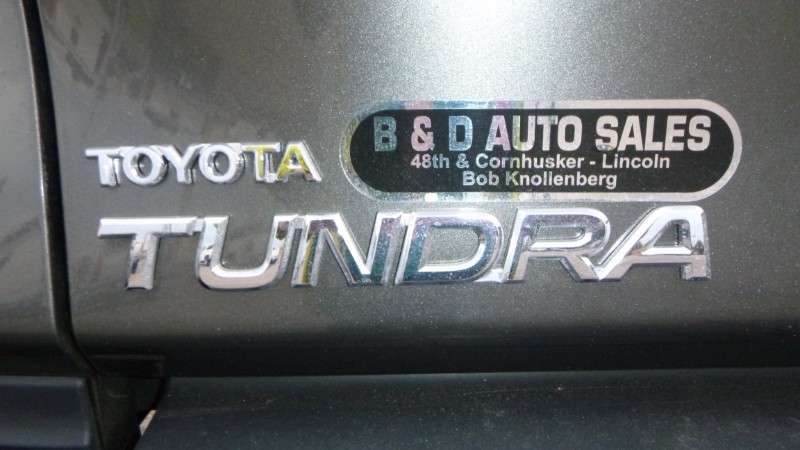 TOYOTA
TUNDRA
B & D AUTO SALES
48th & Cornhusker - Lincoln
Bob Knollenberg